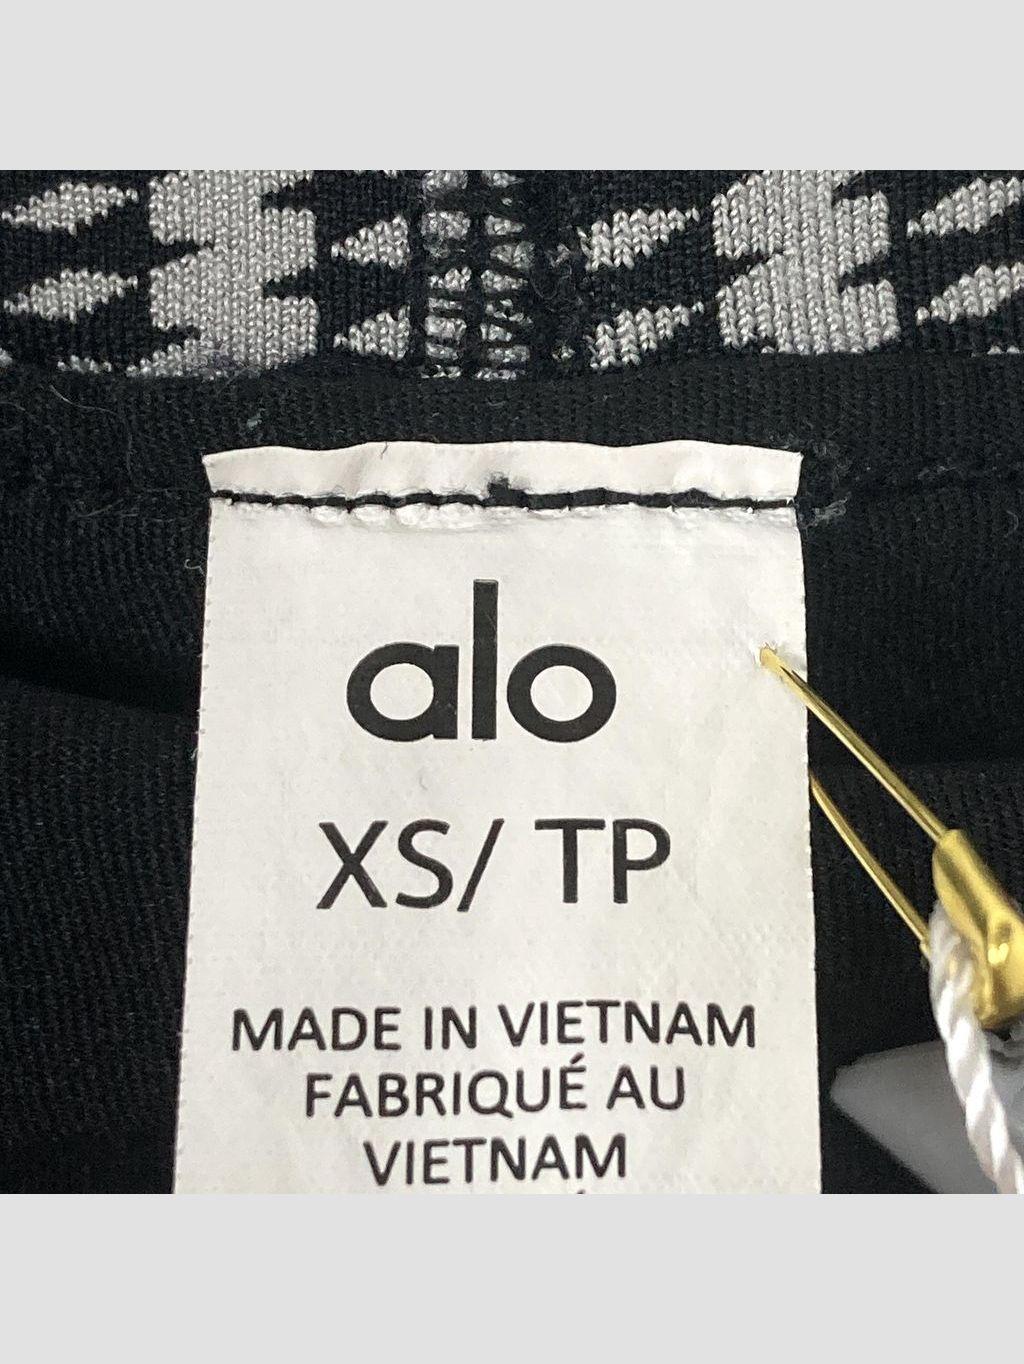 alo
XS/ TP
MADE IN VIETNAM
FABRIQUÉ AU
VIETNAM